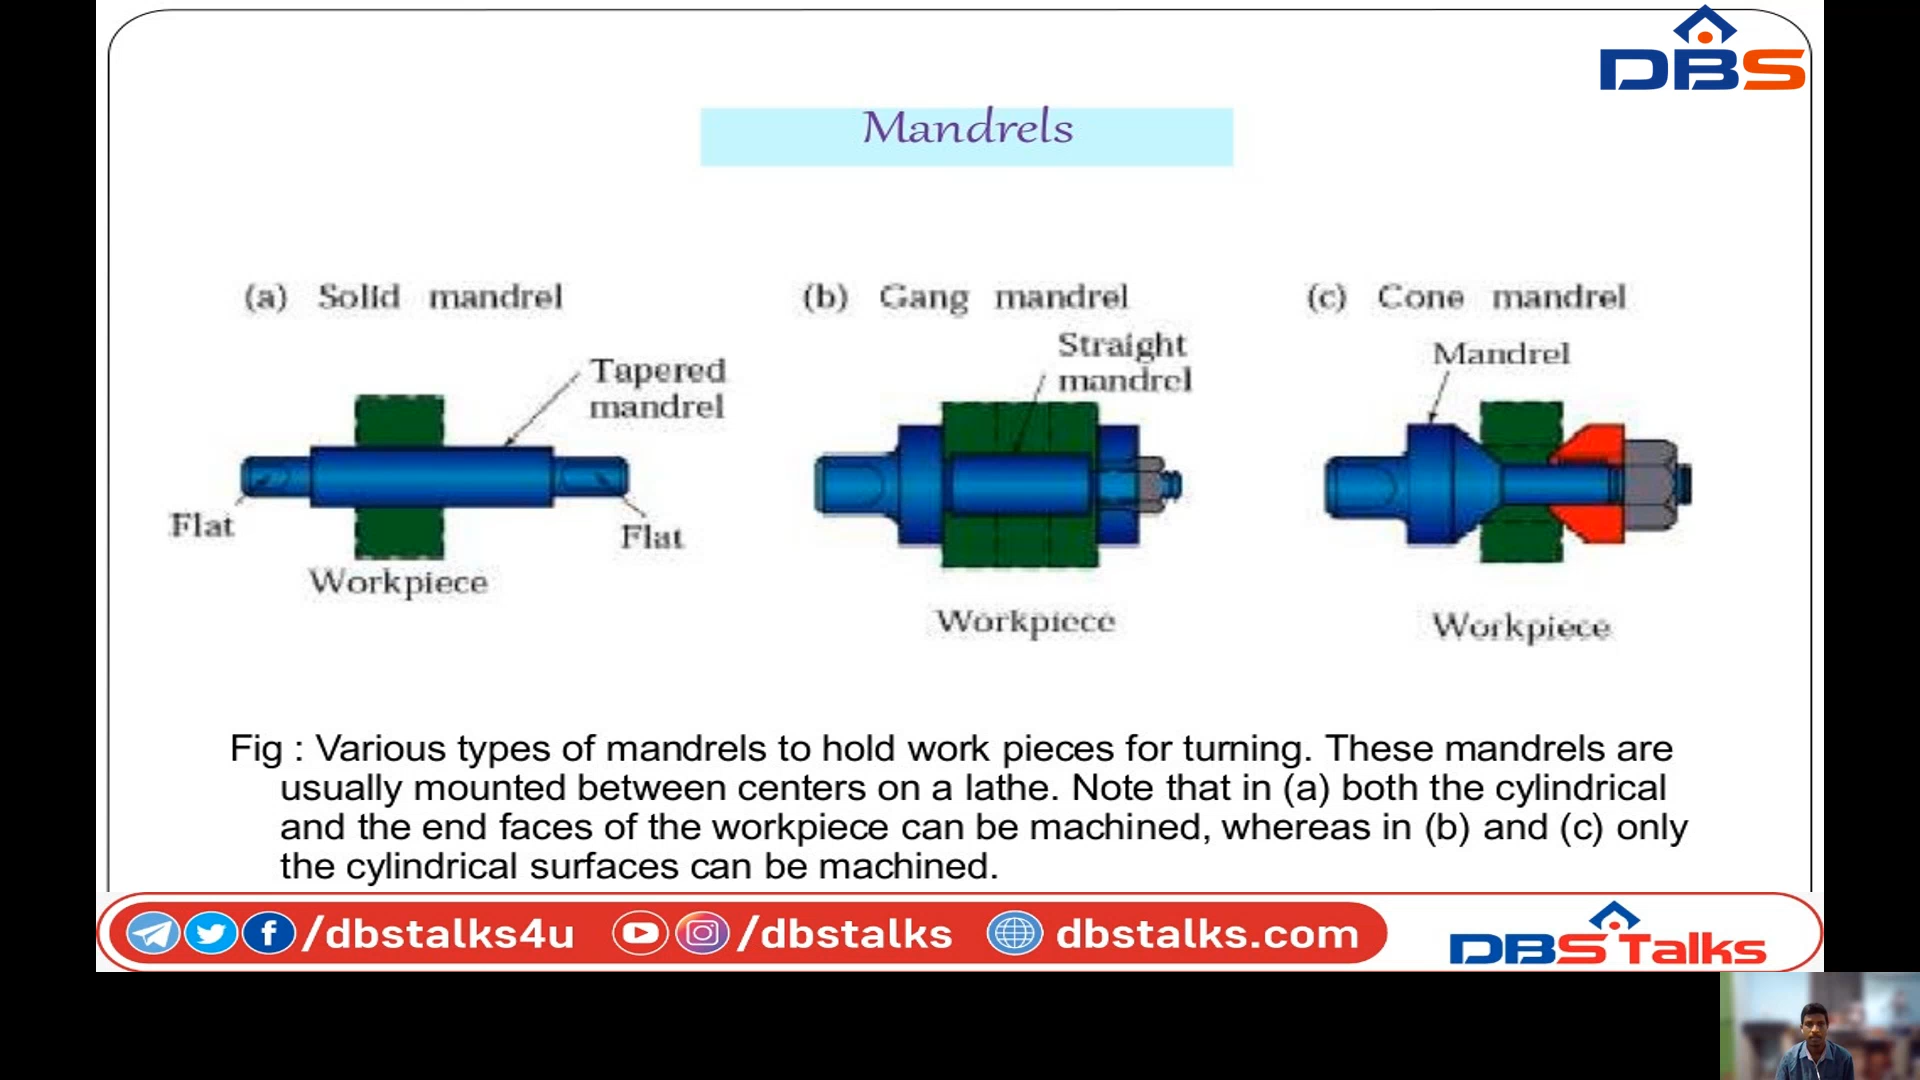 DBS
Mandrels
(a) Solid mandrel
(b) Gang mandrel
(c) Cone mandrel
Tapered
mandrel
Flat
Flat
Workpiece
Straight
mandrel
Workpiece
Mandrel
Workpiece
Fig : Various types of mandrels to hold work pieces for turning. These mandrels are
usually mounted between centers on a lathe. Note that in (a) both the cylindrical
and the end faces of the workpiece can be machined, whereas in (b) and (c) only
the cylindrical surfaces can be machined.
/dbstalks4u
/dbstalks
dbstalks.com
DBS Talks